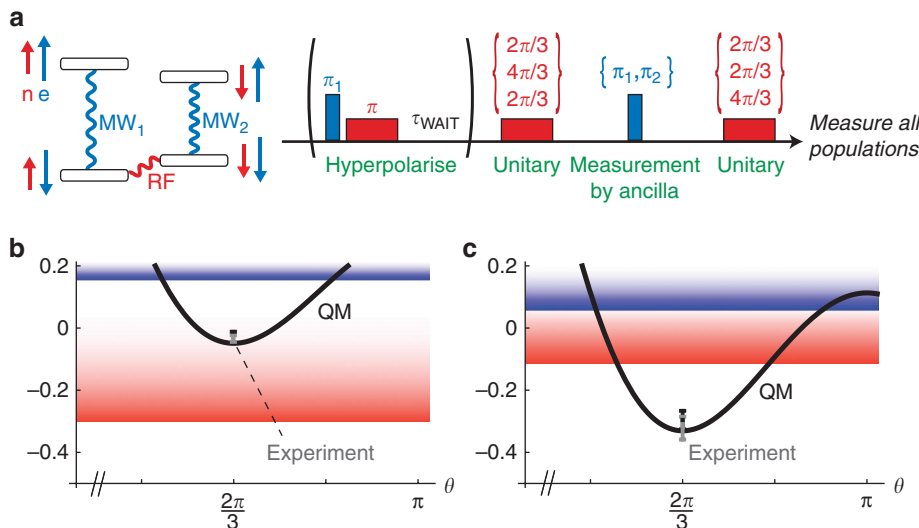 a
n e
MW1
MW2
RF
π1
π
τWAIT
Hyperpolarise
2π/3
4π/3
2π/3
Unitary
{π1,π2}
Measurement
by ancilla
2π/3
2π/3
4π/3
Unitary
Measure all
populations
b
0.2
0
–0.2
–0.4
QM
Experiment
2π
3
π
θ
c
0.2
0
–0.2
–0.4
QM
Experiment
2π
3
π
θ